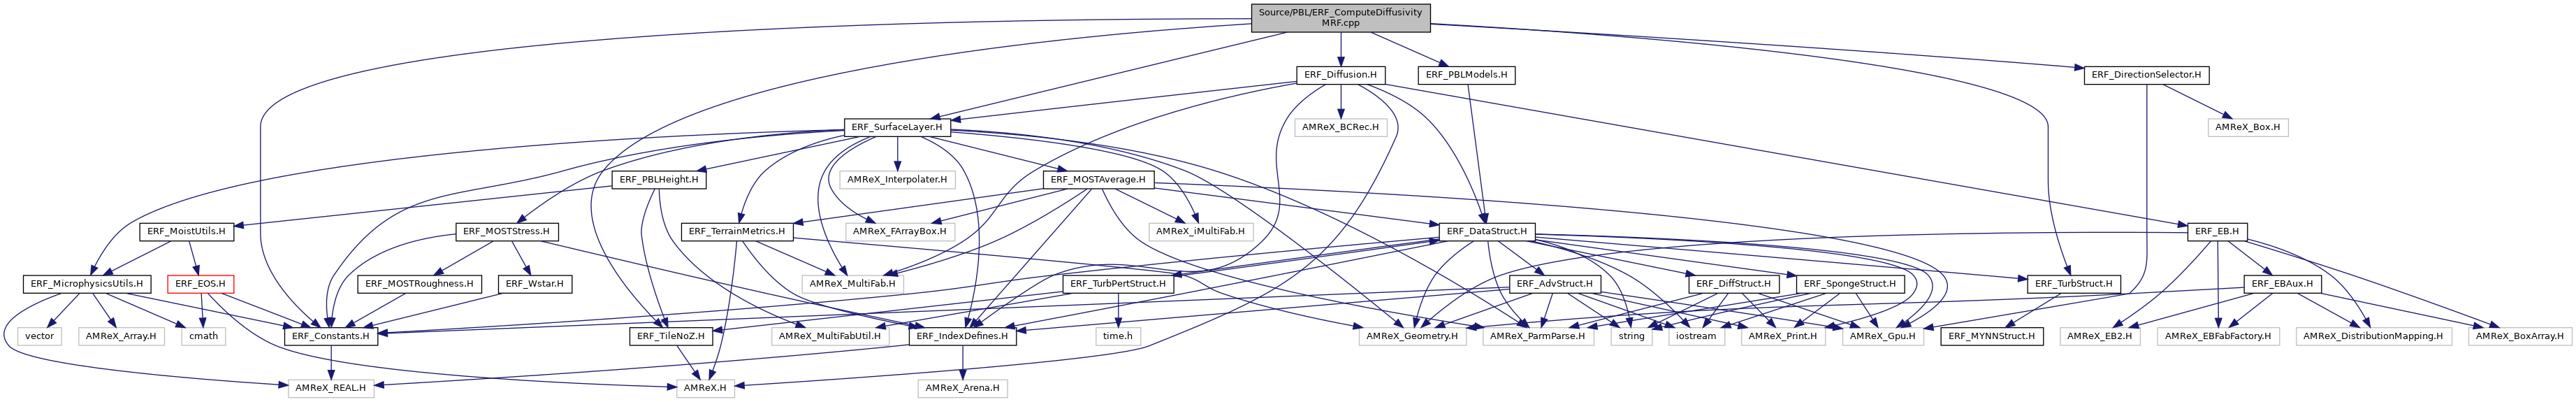 Source/PBL/ERF_ComputeDiffusivity
MRF.cpp
ERF_Diffusion.H
ERF_PBLModels.H
ERF_DirectionSelector.H
ERF_SurfaceLayer.H
AMReX_BCRec.H
AMReX_Box.H
ERF_PBLHeight.H
AMReX_Interpolater.H
ERF_MOSTAverage.H
ERF_MoistUtils.H
ERF_MOSTStress.H
ERF_TerrainMetrics.H
AMReX_FArrayBox.H
AMReX_iMultiFab.H
ERF_DataStruct.H
ERF_EB.H
ERF_MicrophysicsUtils.H
ERF_EOS.H
ERF_MOSTRoughness.H
ERF_Wstar.H
AMReX_MultiFab.H
ERF_TurbPertStruct.H
ERF_AdvStruct.H
ERF_DiffStruct.H
ERF_SpongeStruct.H
ERF_TurbStruct.H
ERF_EBAux.H
vector
AMReX_Array.H
cmath
ERF_Constants.H
ERF_TileNoZ.H
AMReX_MultiFabUtil.H
ERF_IndexDefines.H
time.h
AMReX_Geometry.H
AMReX_ParmParse.H
string
iostream
AMReX_Print.H
AMReX_Gpu.H
ERF_MYNNStruct.H
AMReX_EB2.H
AMReX_EBFabFactory.H
AMReX_DistributionMapping.H
AMReX_BoxArray.H
AMReX_REAL.H
AMReX.H
AMReX_Arena.H